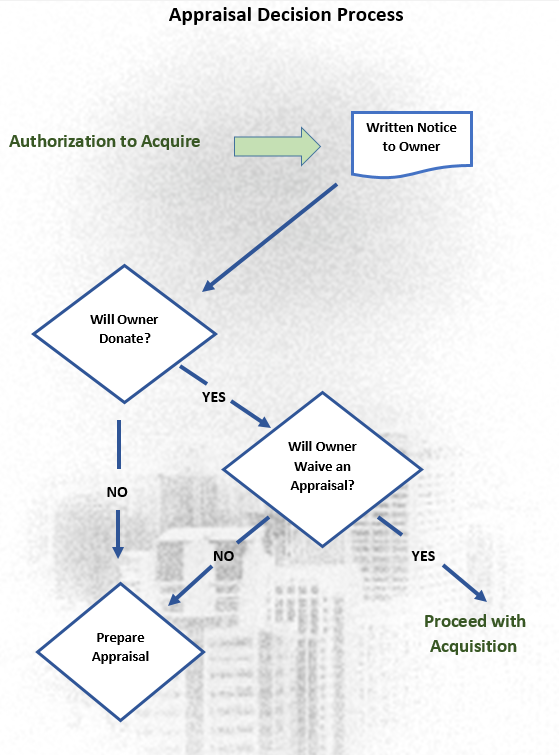 Appraisal Decision Process
Authorization to Acquire
Written Notice
to Owner
Will Owner
Donate?
YES
Will Owner
Waive an
Appraisal?
NO
NO
YES
Proceed with
Acquisition
Prepare
Appraisal